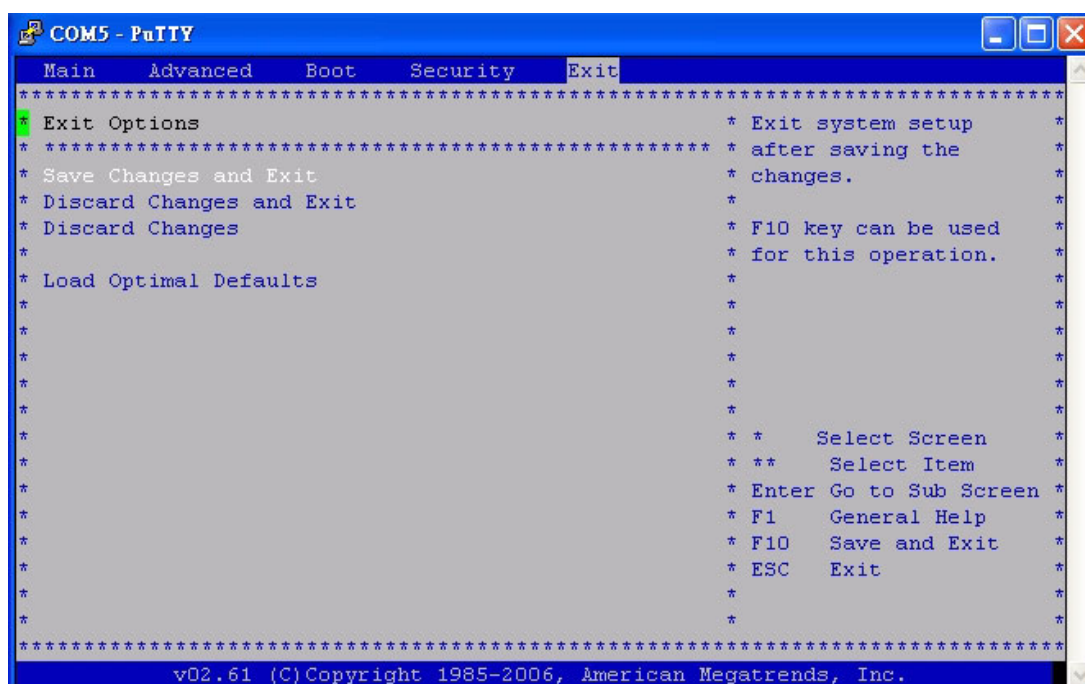 COM5 - PuTTY
Main Advanced Boot Security Exit
********************************************************************************
* Exit Options * Exit system setup *
* *************************************************** * after saving the *
* Save Changes and Exit * changes. *
* Discard Changes and Exit * *
* Discard Changes * F10 key can be used *
* * for this operation. *
* Load Optimal Defaults * *
* * *
* * *
* * *
* * *
* * *
* * * Select Screen *
* * ** Select Item *
* * Enter Go to Sub Screen *
* * F1 General Help *
* * F10 Save and Exit *
* * ESC Exit *
* * *
* * *
********************************************************************************
v02.61 (C)Copyright 1985-2006, American Megatrends, Inc.